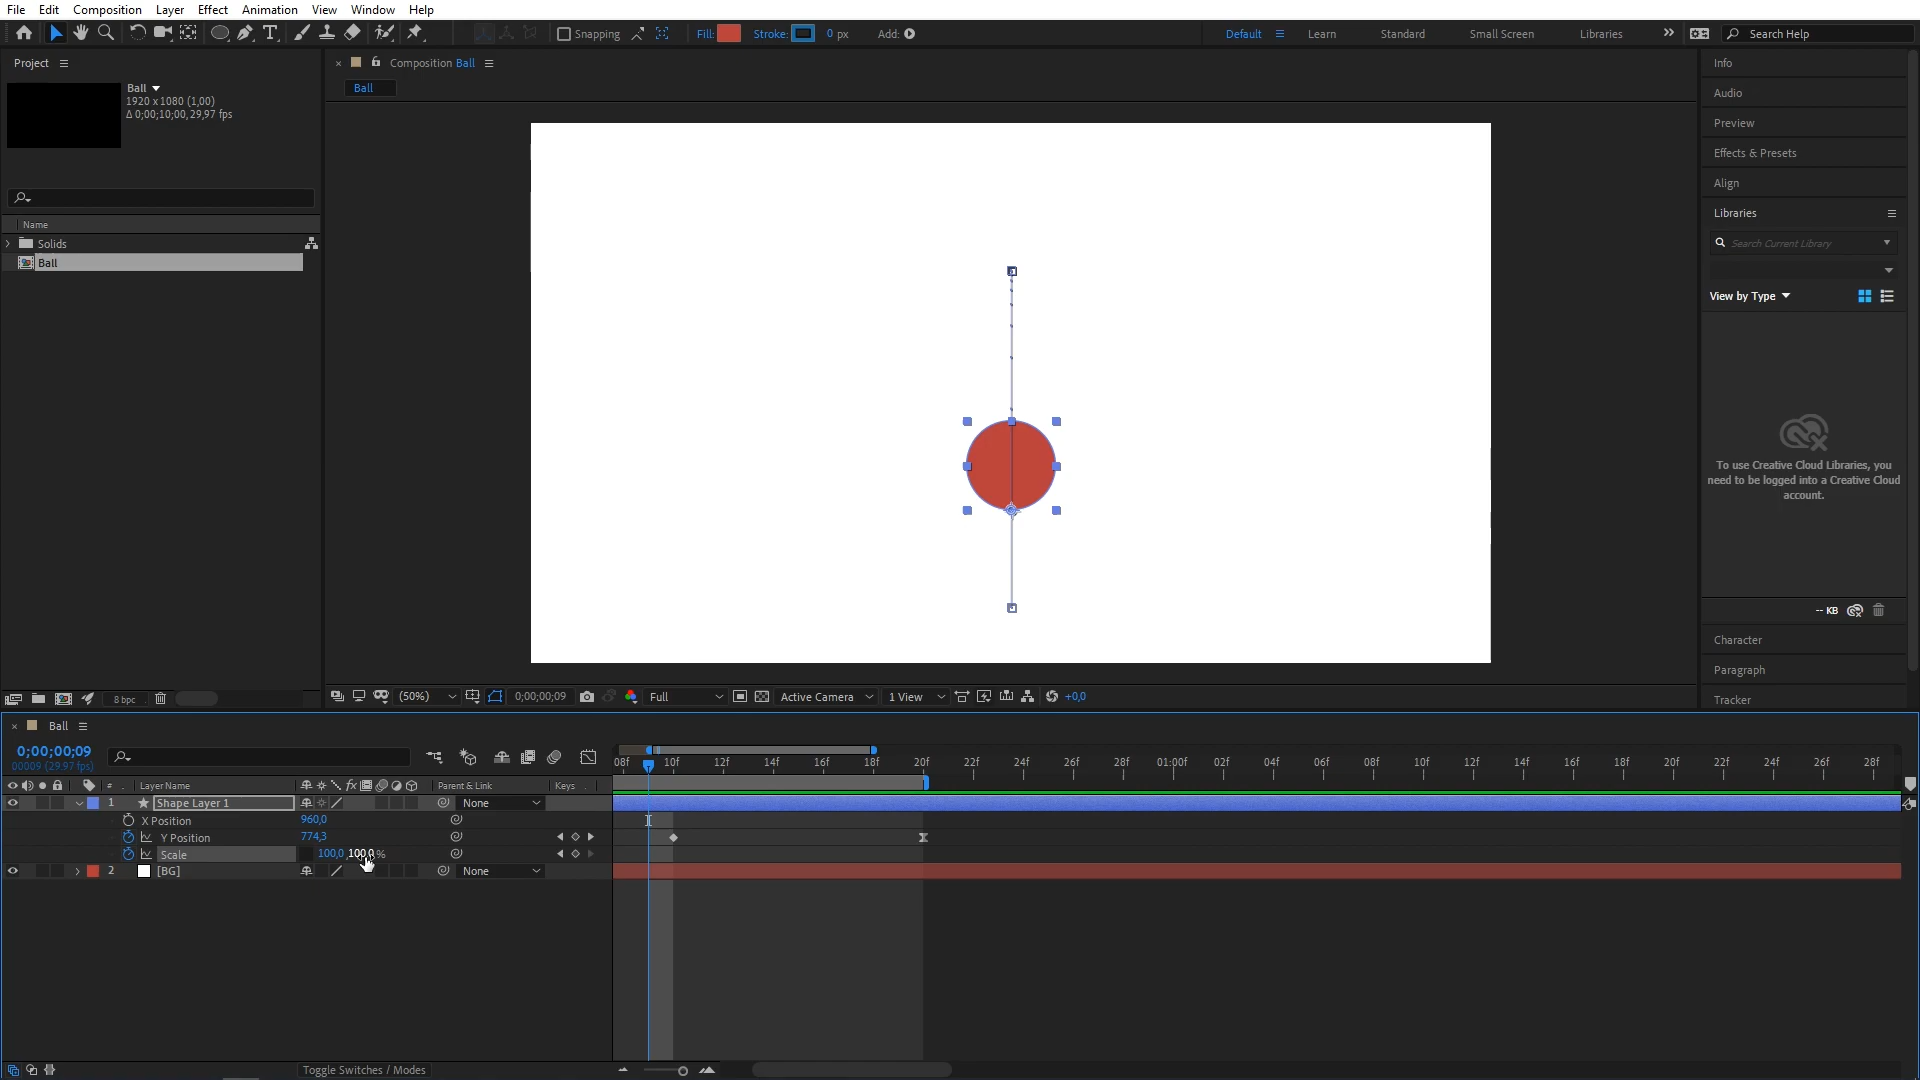 File Edit Composition Layer Effect Animation View Window Help
Snapping Fill: Stroke: 0 px Add: Default Learn Standard Small Screen Libraries Search Help
Project
Ball
1920 x 1080 (1,00)
Δ 0;00;10;00, 29,97 fps
Name
Solids
Ball
8 bpc
× Composition Ball
Ball
(50%) 0;00;00;09 Full Active Camera 1 View +0,0
Info
Audio
Preview
Effects & Presets
Align
Libraries
Search Current Library
View by Type
To use Creative Cloud Libraries, you
need to be logged into a Creative Cloud
account.
-- KB
Character
Paragraph
Tracker
× Ball
0;00;00;09
00009 (29.97 fps)
# Layer Name Parent & Link Keys
08f 10f 12f 14f 16f 18f 20f 22f 24f 26f 28f 01:00f 02f 04f 06f 08f 10f 12f 14f 16f 18f 20f 22f 24f 26f 28f
1 Shape Layer 1 None
X Position 960,0
Y Position 774,3
Scale 100,0, 100,0 %
2 [BG] None
Toggle Switches / Modes